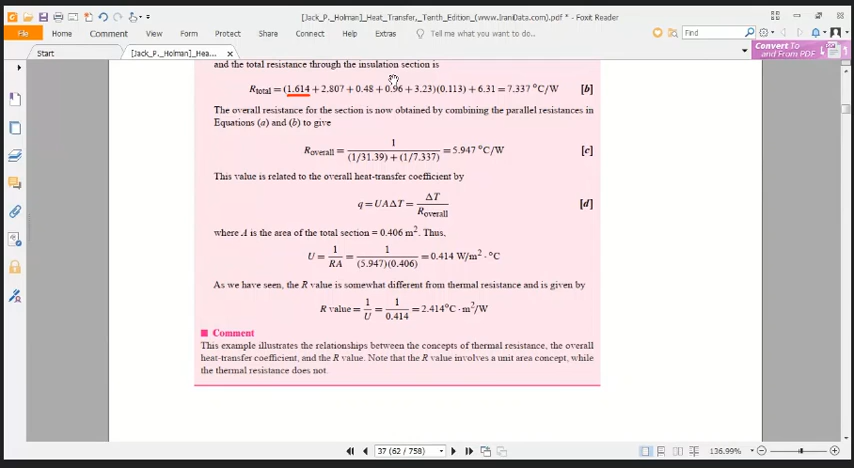 [Jack_P._Holman]_Heat_Transfer,_Tenth_Edition_(www.IranData.com).pdf * - Foxit Reader
File Home Comment View Form Protect Connect Share Help Extras Tell me what you want to do... Find
Start [Jack_P._Holman]_Hea...
Convert To and From PDF
and the total resistance through the insulation section is
Rtotal = (1.614 + 2.807 + 0.48 + 0.96 + 3.23)(0.113) + 6.31 = 7.337 °C/W [b]
The overall resistance for the section is now obtained by combining the parallel resistances in
Equations (a) and (b) to give
Roverall = 1 / (1/31.39) + (1/7.337) = 5.947 °C/W [c]
This value is related to the overall heat-transfer coefficient by
q = UAΔT = ΔT / Roverall [d]
where A is the area of the total section = 0.406 m². Thus,
U = 1 / RA = 1 / (5.947)(0.406) = 0.414 W/m² · °C
As we have seen, the R value is somewhat different from thermal resistance and is given by
R value = 1 / U = 1 / 0.414 = 2.414°C · m²/W
Comment
This example illustrates the relationships between the concepts of thermal resistance, the overall
heat-transfer coefficient, and the R value. Note that the R value involves a unit area concept, while
the thermal resistance does not.
37 (62 / 758) 136.99%